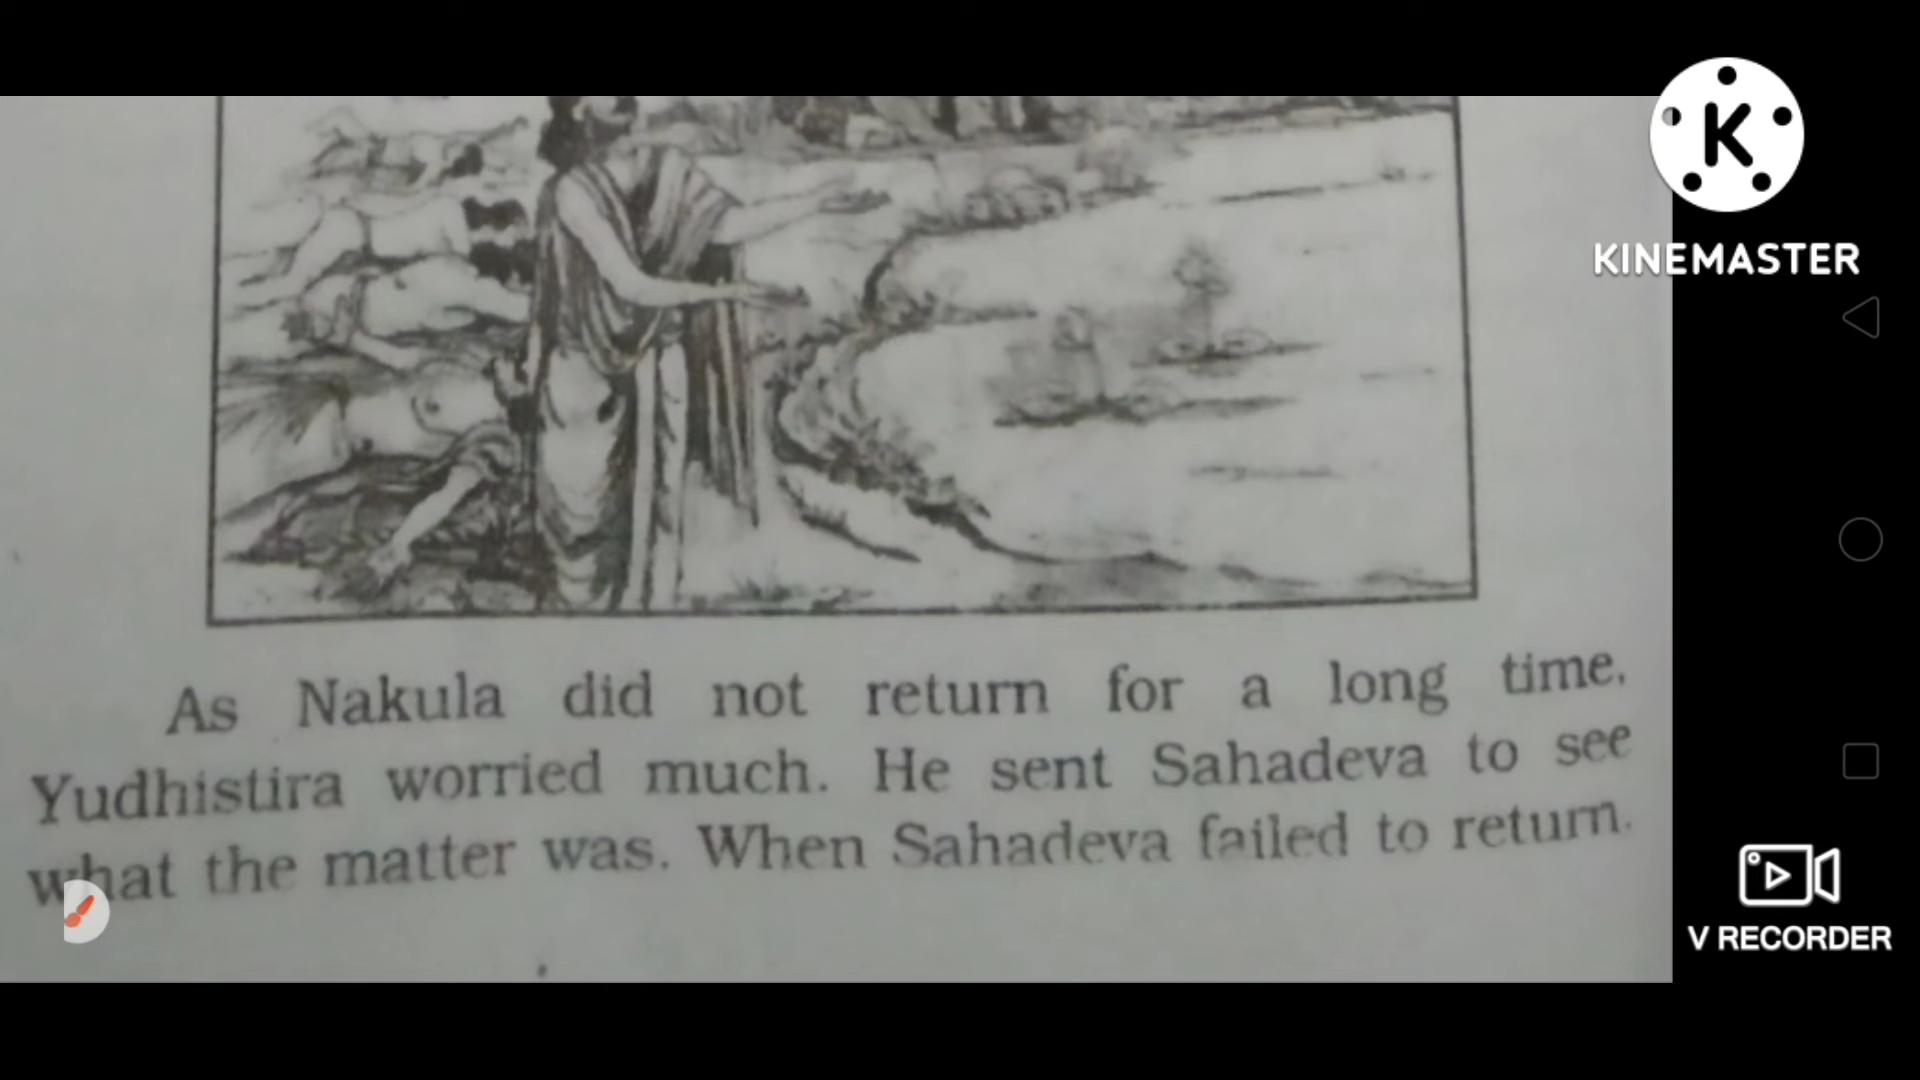 K
KINEMASTER
As Nakula did not return for a long time,
Yudhistira worried much. He sent Sahadeva to see
what the matter was. When Sahadeva failed to return,
V RECORDER